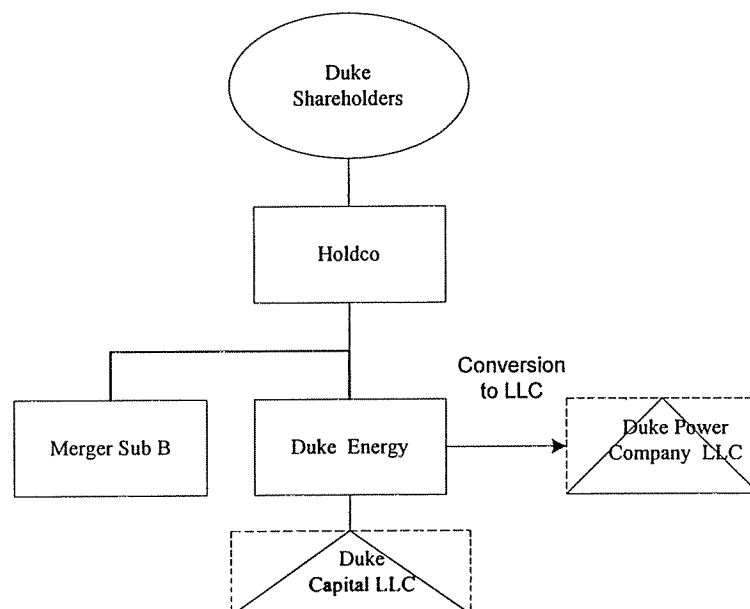 Duke
Shareholders
Holdco
Conversion
to LLC
Merger Sub B
Duke Energy
Duke Power
Company LLC
Duke
Capital LLC